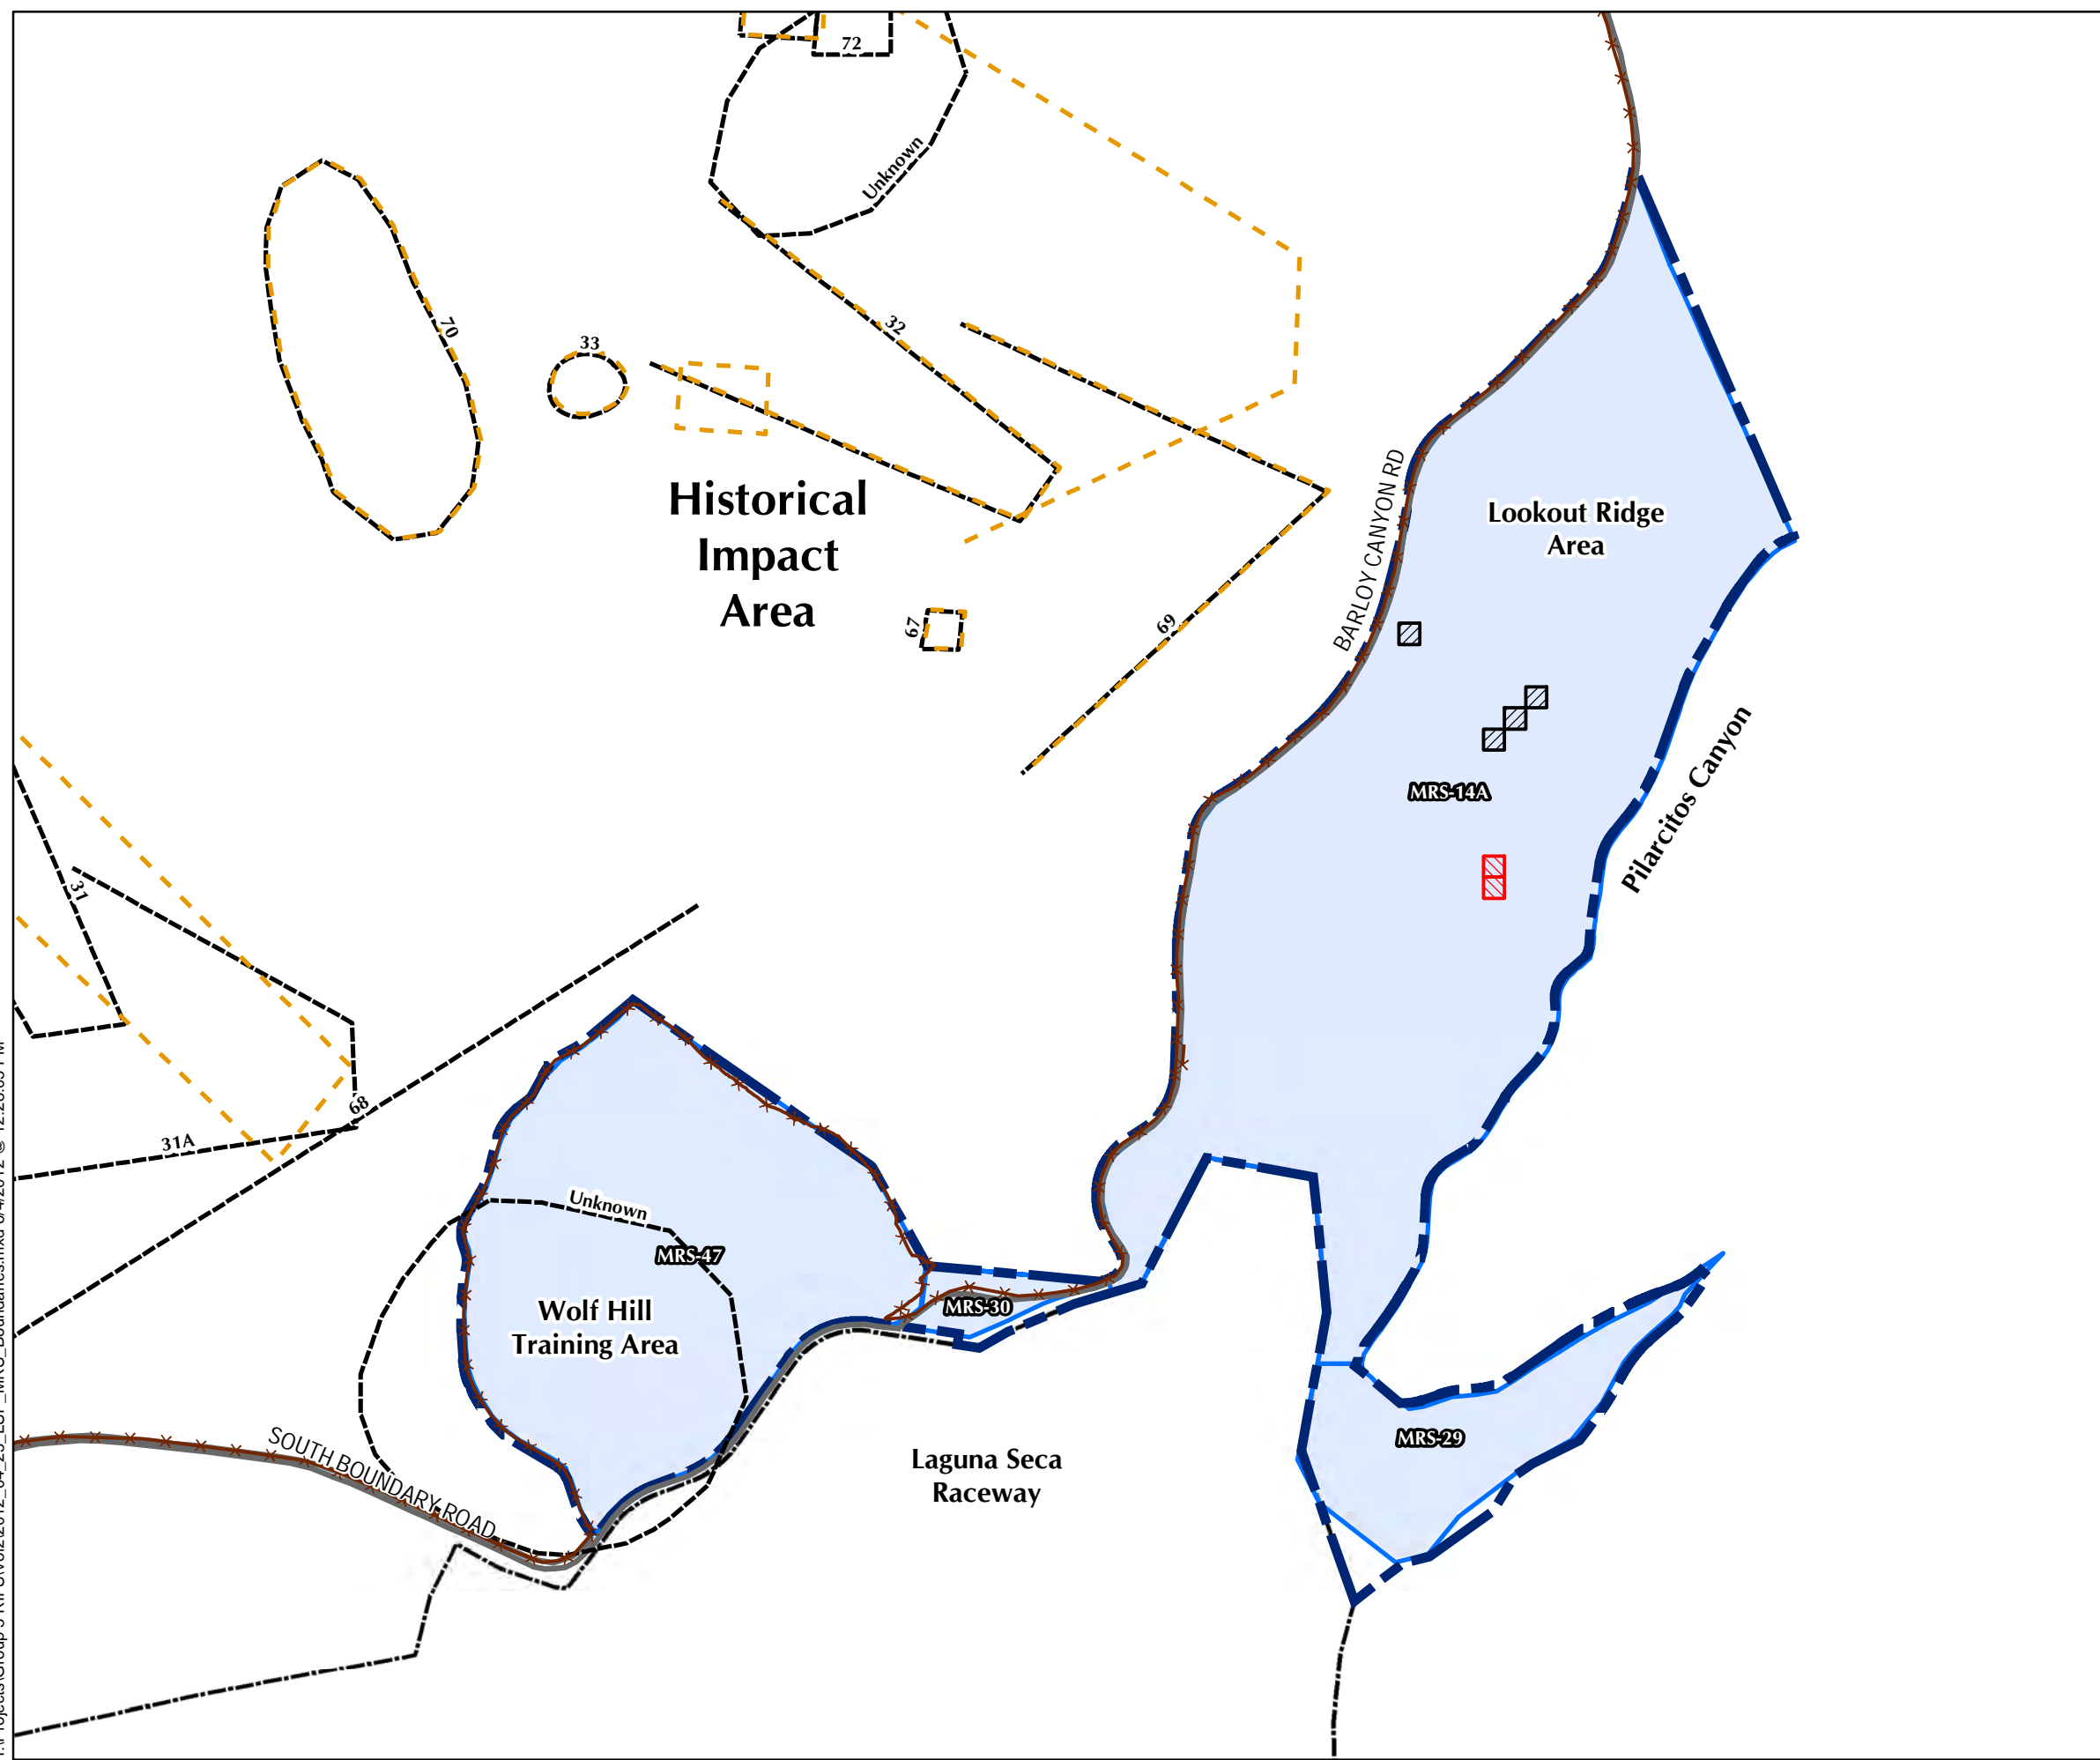 72
Unknown
70
33
32
Historical
Impact
Area
67
69
BARLOY CANYON RD
Lookout Ridge
Area
MRS-14A
Pilarcitos Canyon
31
68
31A
Unknown
MRS-47
Wolf Hill
Training Area
MRS-30
MRS-29
SOUTH BOUNDARY ROAD
Laguna Seca
Raceway